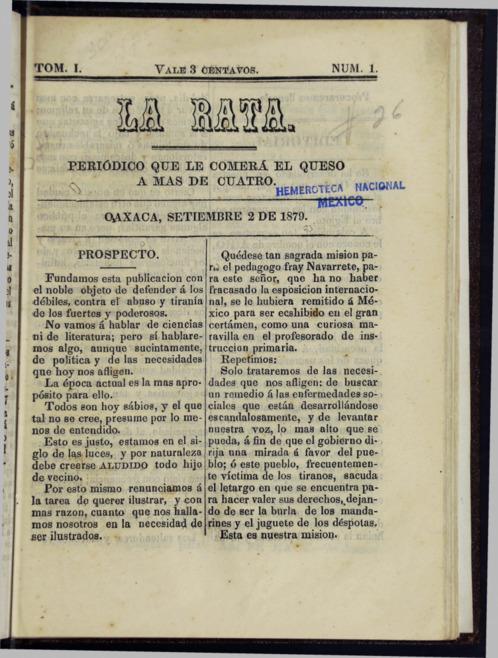 TOM. I. VALE 3 CENTAVOS. NUM. 1.
LA RATA.
# 26
PERIÓDICO QUE LE COMERÁ EL QUESO
A MAS DE CUATRO.
HEMEROTECA NACIONAL
MEXICO
OAXACA, SETIEMBRE 2 DE 1879.
PROSPECTO.
Fundamos esta publicacion con
el noble objeto de defender á los
débiles, contra el abuso y tiranía
de los fuertes y poderosos.
No vamos á hablar de ciencias
ni de literatura; pero sí hablare-
mos algo, aunque sucintamente,
de política y de las necesidades
que hoy nos afligen.
La época actual es la mas apro-
pósito para ello.
Todos son hoy sábios, y el que
tal no se cree, presume por lo me-
nos de entendido.
Esto es justo, estamos en el si-
glo de las luces, y por naturaleza
debe creerse ALUDIDO todo hijo
de vecino.
Por esto mismo renunciamos á
la tarea de querer ilustrar, y con
mas razon, cuanto que nos halla-
mos nosotros en la necesidad de
ser ilustrados.
Quédese tan sagrada mision pa-
ra el pedagogo fray Navarrete, pa-
ra este señor, que ha no haber
fracasado la esposicion internacio-
nal, se le hubiera remitido á Mé-
xico para ser ecshibido en el gran
certámen, como una curiosa ma-
ravilla en el profesorado de ins-
truccion primaria.
Repetimos:
Solo trataremos de las necesi-
dades que nos afligen: de buscar
un remedio á las enfermedades so-
ciales que están desarrollándose
escandalosamente, y de levantar
nuestra voz, lo mas alto que se
pueda, á fin de que el gobierno di-
rija una mirada á favor del pue-
blo; ó este pueblo, frecuentemen-
te víctima de los tiranos, sacuda
el letargo en que se encuentra pa-
ra hacer valer sus derechos, dejan-
do de ser la burla de los manda-
rines y el juguete de los déspotas.
Esta es nuestra mision.